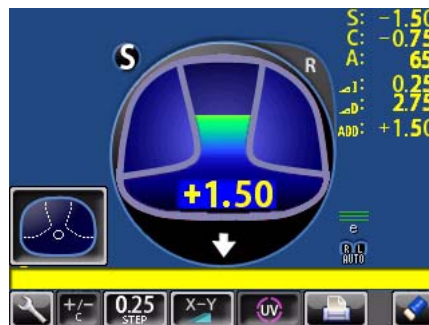 S: -1.50
C: -0.75
A: 65
I: 0.25
D: 2.75
ADD: +1.50
S
R
+1.50
e
R L
AUTO
+/-
C
0.25
STEP
X-Y
UV